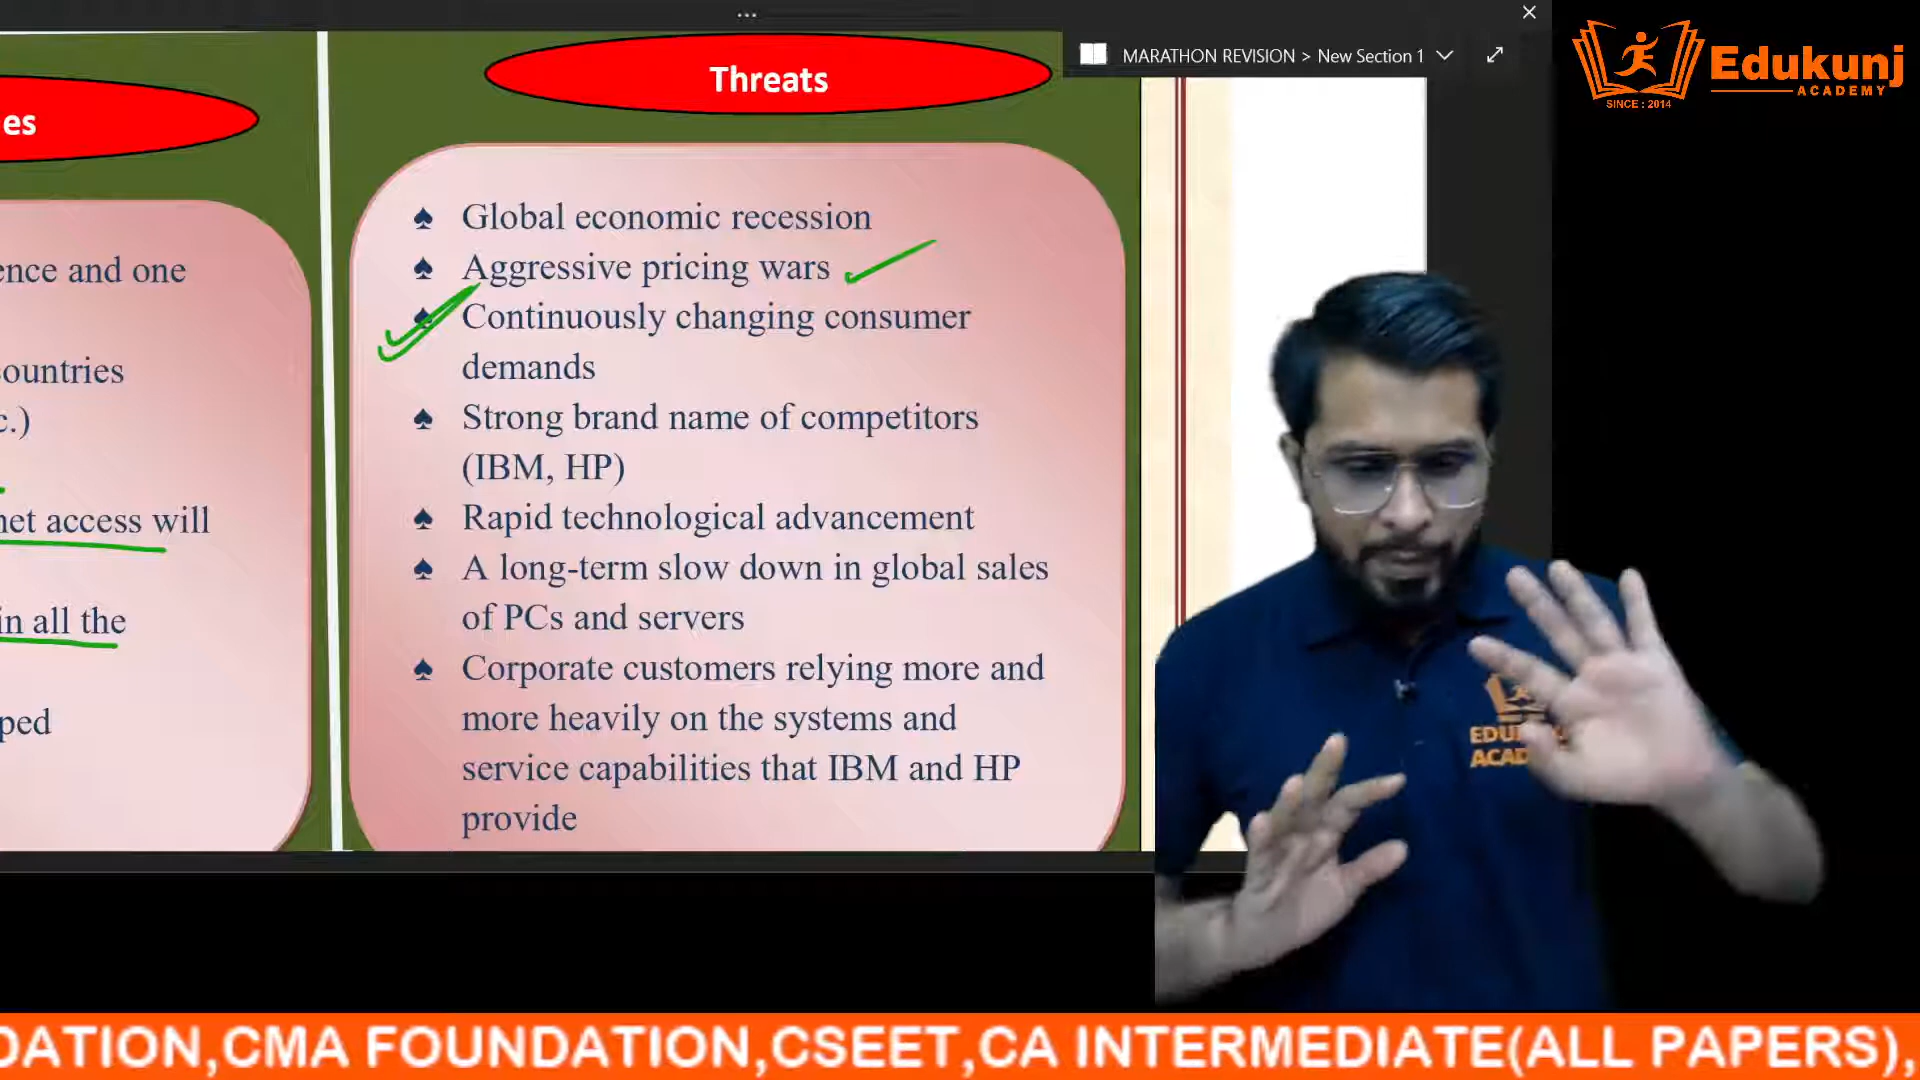 ...
MARATHON REVISION > New Section 1
Edukunj
ACADEMY
SINCE : 2014
es
ence and one
ountries
c.)
net access will
in all the
ped
Threats
Global economic recession
Aggressive pricing wars
Continuously changing consumer
demands
Strong brand name of competitors
(IBM, HP)
Rapid technological advancement
A long-term slow down in global sales
of PCs and servers
Corporate customers relying more and
more heavily on the systems and
service capabilities that IBM and HP
provide
DATION,CMA FOUNDATION,CSEET,CA INTERMEDIATE(ALL PAPERS),